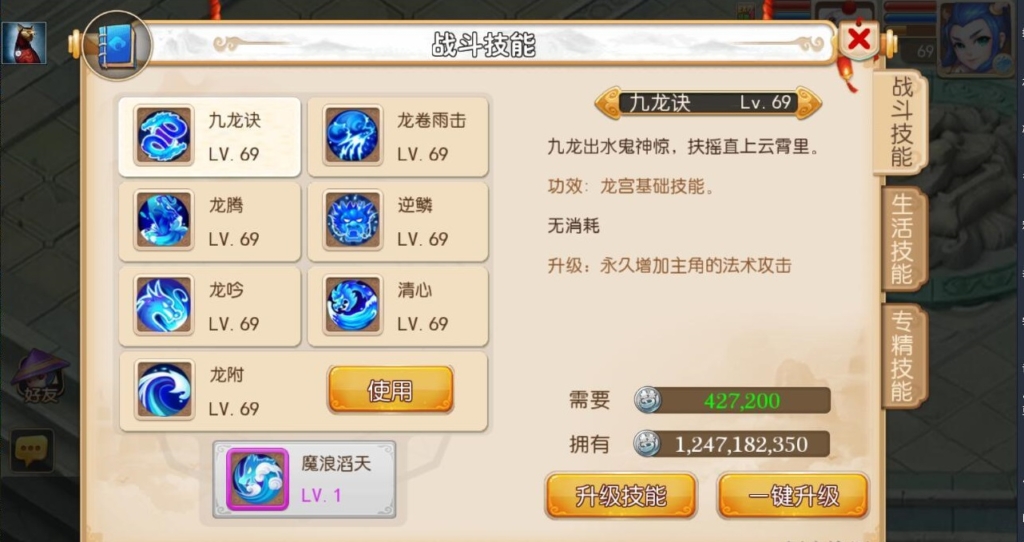 战斗技能
九龙诀
LV. 69
龙卷雨击
LV. 69
龙腾
LV. 69
逆鳞
LV. 69
龙吟
LV. 69
清心
LV. 69
龙附
LV. 69
使用
魔浪滔天
LV. 1
九龙诀 Lv. 69
九龙出水鬼神惊，扶摇直上云霄里。
功效：龙宫基础技能。
无消耗
升级：永久增加主角的法术攻击
需要 427,200
拥有 1,247,182,350
升级技能
一键升级
战斗技能
生活技能
专精技能
69
好友